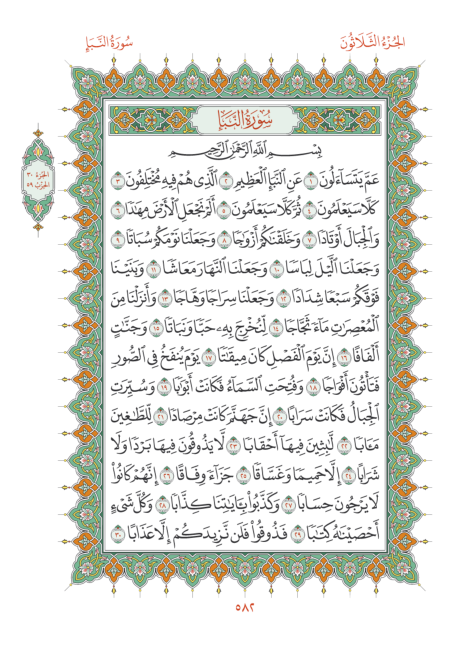 سُورَةُ النَّبَإِ
الجُزْءُ الثَّلَاثُونَ
سُورَةُ النَّبَإِ
الجزء ٣٠
الحزب ٥٩
بِسْمِ اللَّهِ الرَّحْمَٰنِ الرَّحِيمِ
عَمَّ يَتَسَآءَلُونَ ١ عَنِ ٱلنَّبَإِ ٱلْعَظِيمِ ٢ ٱلَّذِى هُمْ فِيهِ مُخْتَلِفُونَ ٣
كَلَّا سَيَعْلَمُونَ ٤ ثُمَّ كَلَّا سَيَعْلَمُونَ ٥ أَلَمْ نَجْعَلِ ٱلْأَرْضَ مِهَٰدًا ٦
وَٱلْجِبَالَ أَوْتَادًا ٧ وَخَلَقْنَٰكُمْ أَزْوَٰجًا ٨ وَجَعَلْنَا نَوْمَكُمْ سُبَاتًا ٩
وَجَعَلْنَا ٱلَّيْلَ لِبَاسًا ١٠ وَجَعَلْنَا ٱلنَّهَارَ مَعَاشًا ١١ وَبَنَيْنَا
فَوْقَكُمْ سَبْعًا شِدَادًا ١٢ وَجَعَلْنَا سِرَاجًا وَهَّاجًا ١٣ وَأَنزَلْنَا مِنَ
ٱلْمُعْصِرَٰتِ مَآءً ثَجَّاجًا ١٤ لِّنُخْرِجَ بِهِۦ حَبًّا وَنَبَاتًا ١٥ وَجَنَّٰتٍ
أَلْفَافًا ١٦ إِنَّ يَوْمَ ٱلْفَصْلِ كَانَ مِيقَٰتًا ١٧ يَوْمَ يُنفَخُ فِى ٱلصُّورِ
فَتَأْتُونَ أَفْوَاجًا ١٨ وَفُتِحَتِ ٱلسَّمَآءُ فَكَانَتْ أَبْوَٰبًا ١٩ وَسُيِّرَتِ
ٱلْجِبَالُ فَكَانَتْ سَرَابًا ٢٠ إِنَّ جَهَنَّمَ كَانَتْ مِرْصَادًا ٢١ لِّلطَّٰغِينَ
مَـَٔابًا ٢٢ لَّٰبِثِينَ فِيهَآ أَحْقَابًا ٢٣ لَّا يَذُوقُونَ فِيهَا بَرْدًا وَلَا
شَرَابًا ٢٤ إِلَّا حَمِيمًا وَغَسَّاقًا ٢٥ جَزَآءً وِفَاقًا ٢٦ إِنَّهُمْ كَانُوا۟
لَا يَرْجُونَ حِسَابًا ٢٧ وَكَذَّبُوا۟ بِـَٔايَٰتِنَا كِذَّابًا ٢٨ وَكُلَّ شَىْءٍ
أَحْصَيْنَٰهُ كِتَٰبًا ٢٩ فَذُوقُوا۟ فَلَن نَّزِيدَكُمْ إِلَّا عَذَابًا ٣٠
٥٨٢